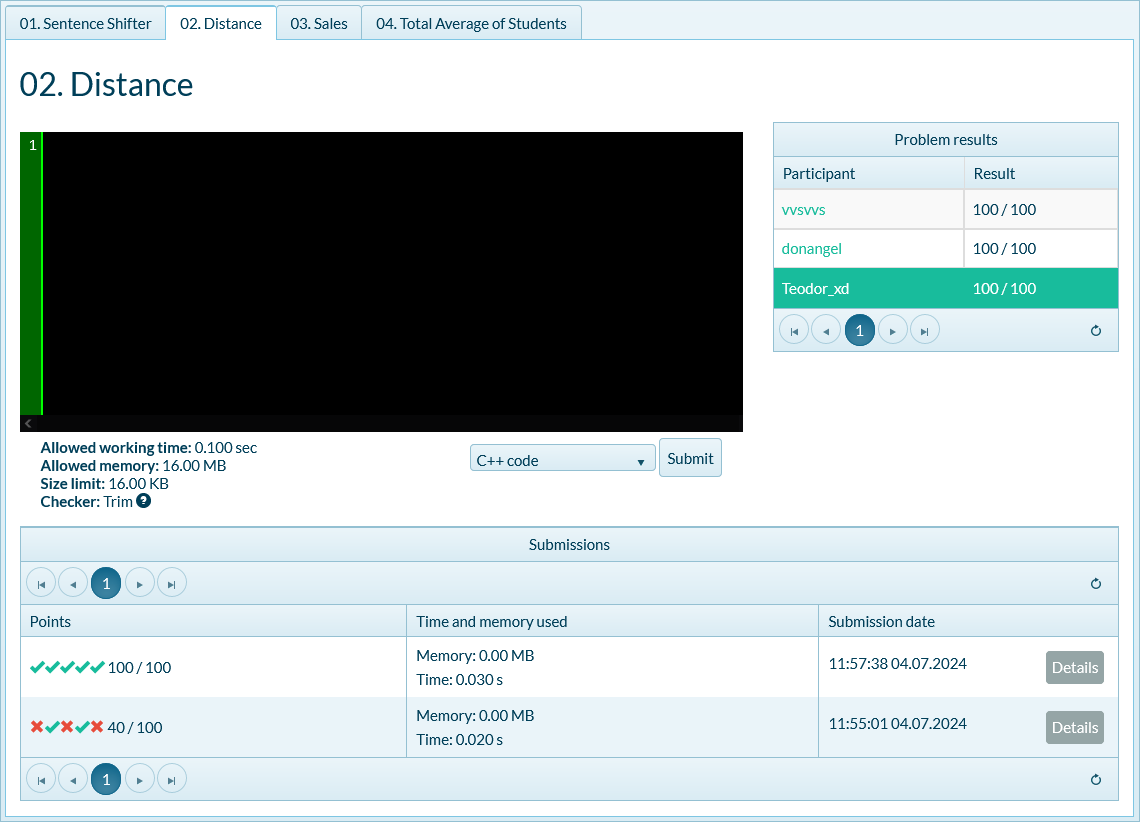 01. Sentence Shifter 02. Distance 03. Sales 04. Total Average of Students
02. Distance
1
Allowed working time: 0.100 sec
Allowed memory: 16.00 MB
Size limit: 16.00 KB
Checker: Trim ?
C++ code Submit
Problem results
Participant Result
vvsvvs 100 / 100
donangel 100 / 100
Teodor_xd 100 / 100
1
Submissions
1
Points Time and memory used Submission date
100 / 100 Memory: 0.00 MB 11:57:38 04.07.2024 Details
Time: 0.030 s
40 / 100 Memory: 0.00 MB 11:55:01 04.07.2024 Details
Time: 0.020 s
1